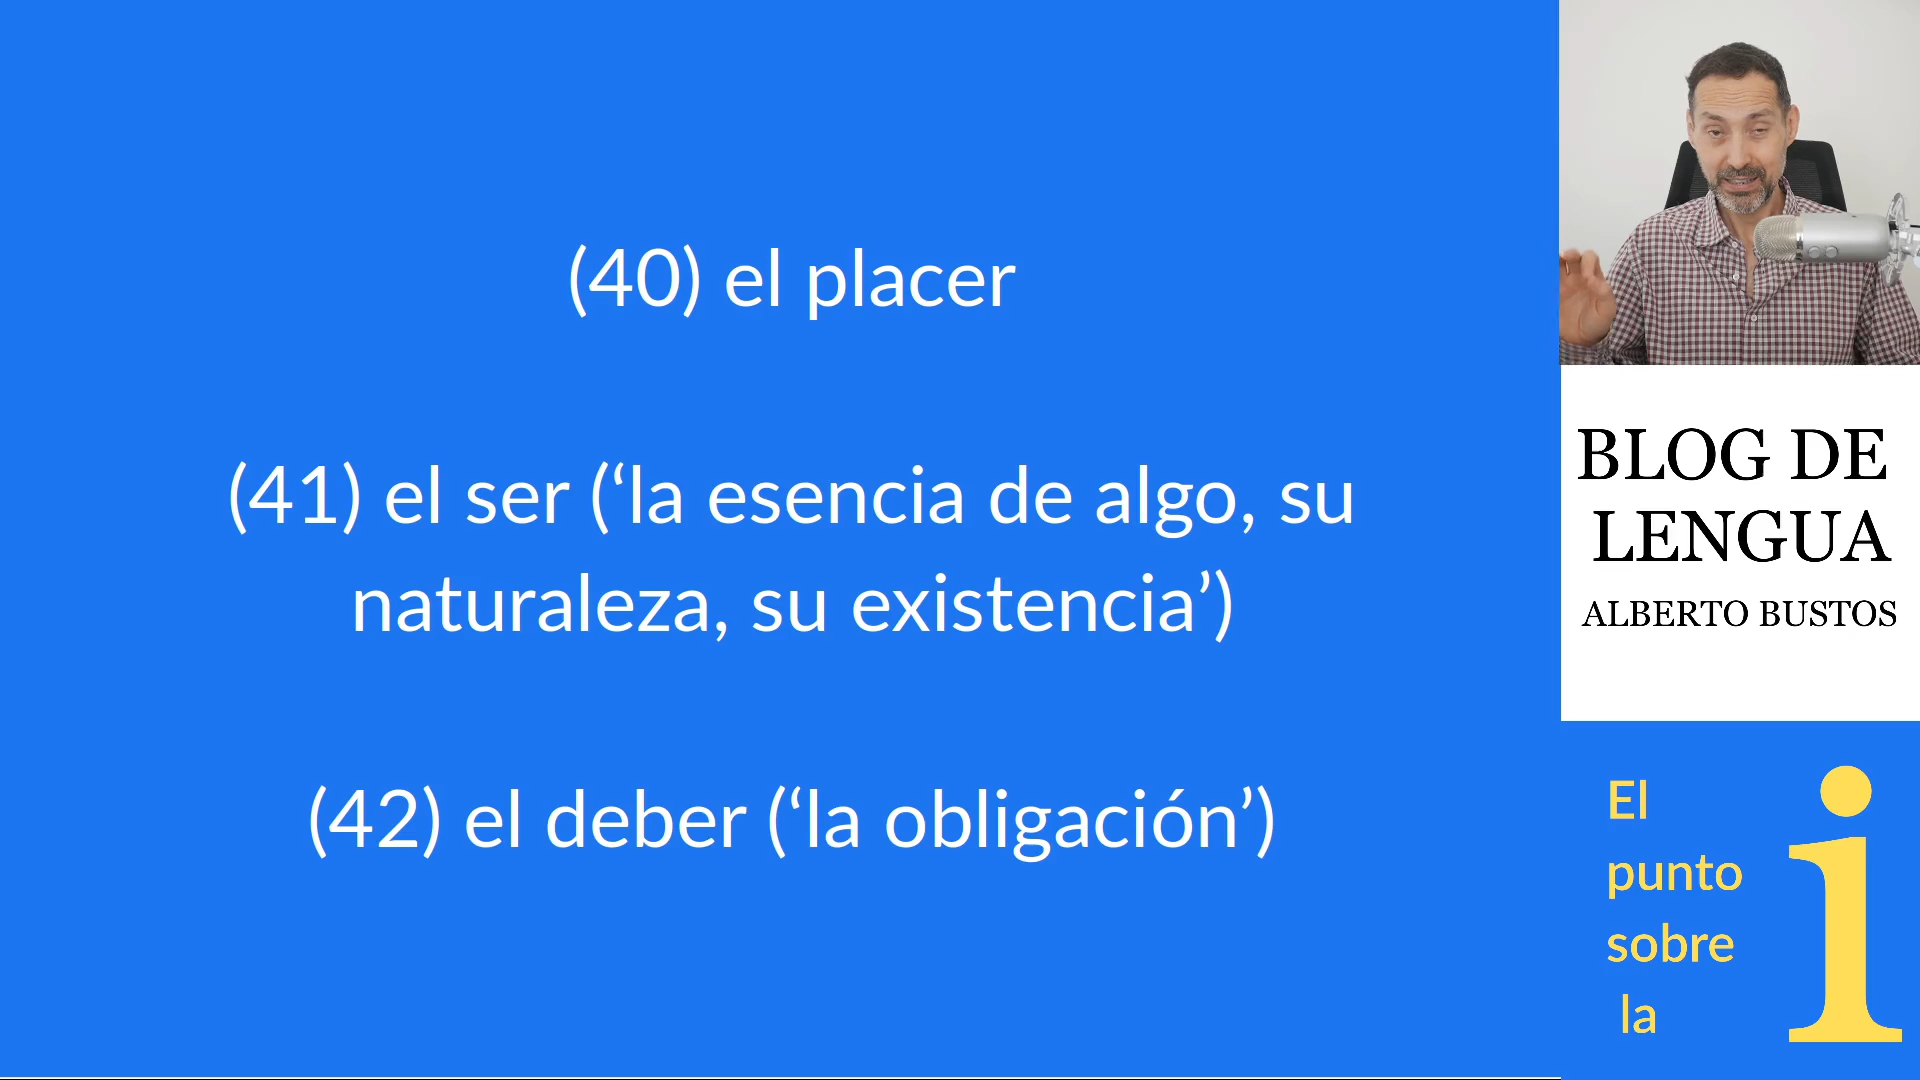 (40) el placer
(41) el ser (‘la esencia de algo, su
naturaleza, su existencia’)
(42) el deber (‘la obligación’)
BLOG DE
LENGUA
ALBERTO BUSTOS
El
punto
sobre
la
i